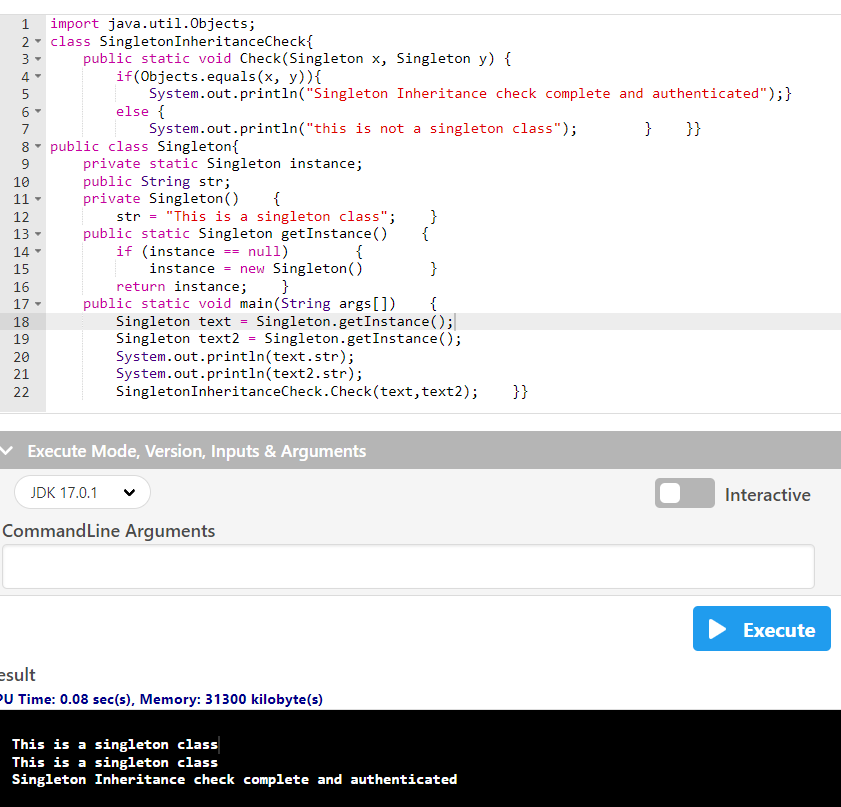 1 import java.util.Objects;
2 class SingletonInheritanceCheck{
3 public static void Check(Singleton x, Singleton y) {
4 if(Objects.equals(x, y)){
5 System.out.println("Singleton Inheritance check complete and authenticated");}
6 else {
7 System.out.println("this is not a singleton class"); } }}
8 public class Singleton{
9 private static Singleton instance;
10 public String str;
11 private Singleton() {
12 str = "This is a singleton class"; }
13 public static Singleton getInstance() {
14 if (instance == null) {
15 instance = new Singleton() }
16 return instance; }
17 public static void main(String args[]) {
18 Singleton text = Singleton.getInstance();
19 Singleton text2 = Singleton.getInstance();
20 System.out.println(text.str);
21 System.out.println(text2.str);
22 SingletonInheritanceCheck.Check(text,text2); }}
Execute Mode, Version, Inputs & Arguments
JDK 17.0.1
Interactive
CommandLine Arguments
Execute
esult
PU Time: 0.08 sec(s), Memory: 31300 kilobyte(s)
This is a singleton class
This is a singleton class
Singleton Inheritance check complete and authenticated